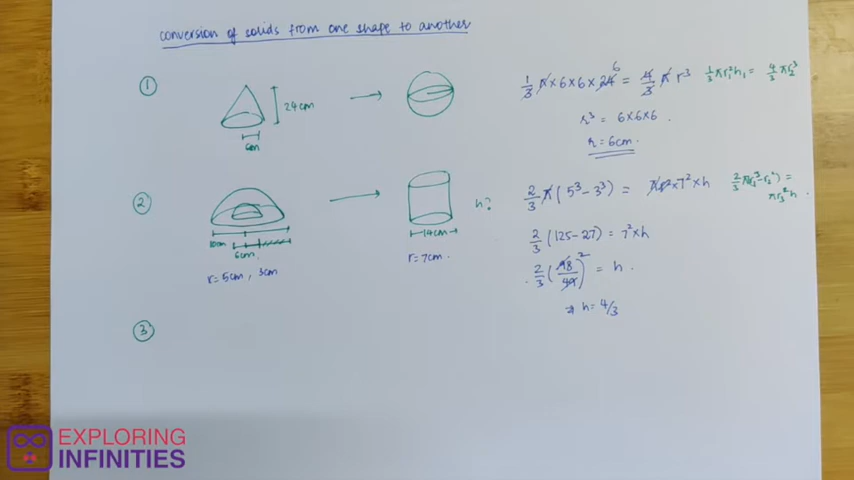 conversion of solids from one shape to another
①
24cm
6cm
1/3 π × 6 × 6 × 24 6 = 4/3 π r³
1/3 πr₁²h₁ = 4/3 πr₂³
r³ = 6×6×6
r = 6cm.
②
10cm
6cm
r = 5cm, 3cm
14cm
r = 7cm.
h?
2/3 π (5³ - 3³) = πr² × 7² × h
2/3 π(r₁³ - r₂³) =
πr₃²h
2/3 (125 - 27) = 7² × h
2/3 (98/49) 2 = h.
⇒ h = 4/3
③
EXPLORING
INFINITIES